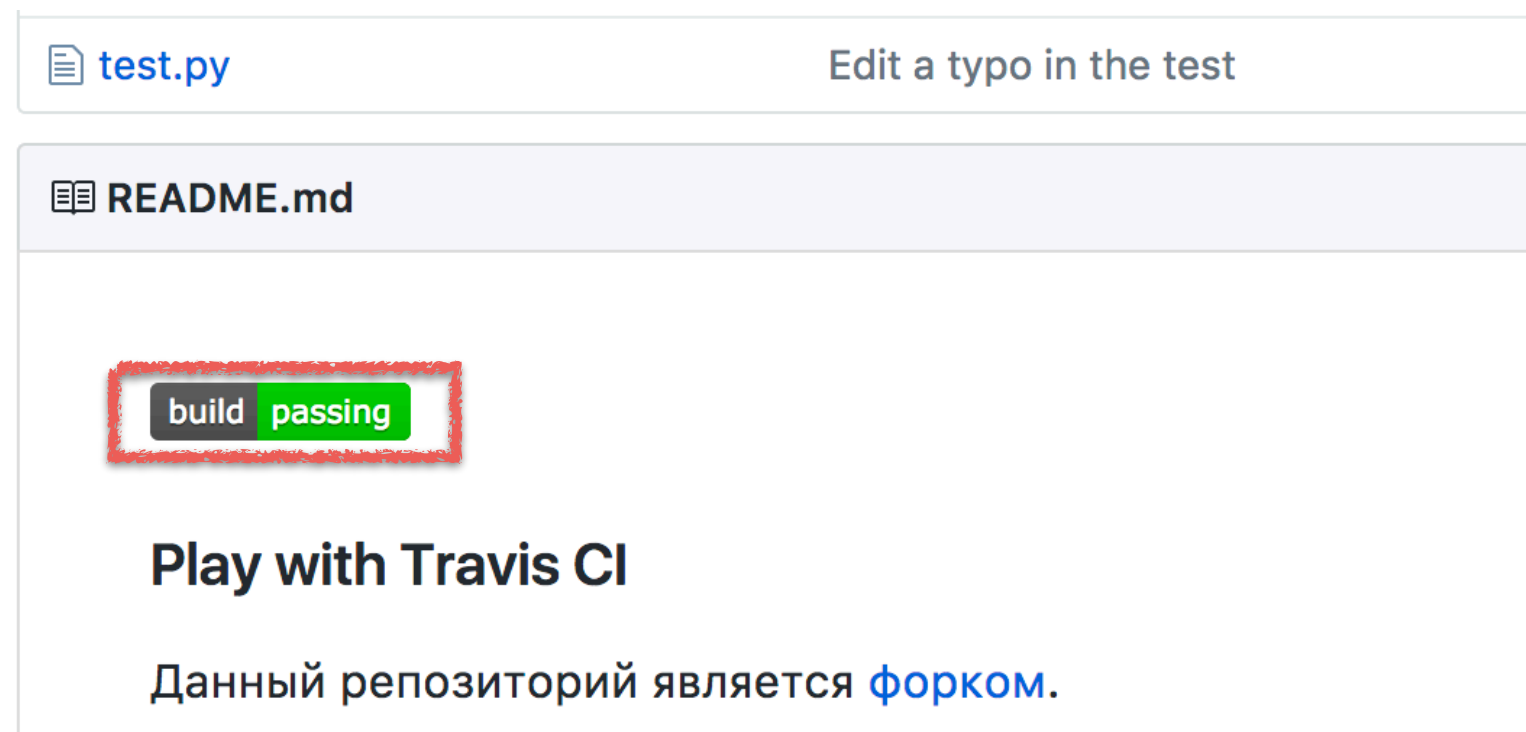 test.py Edit a typo in the test
README.md
build passing
Play with Travis CI
Данный репозиторий является форком.